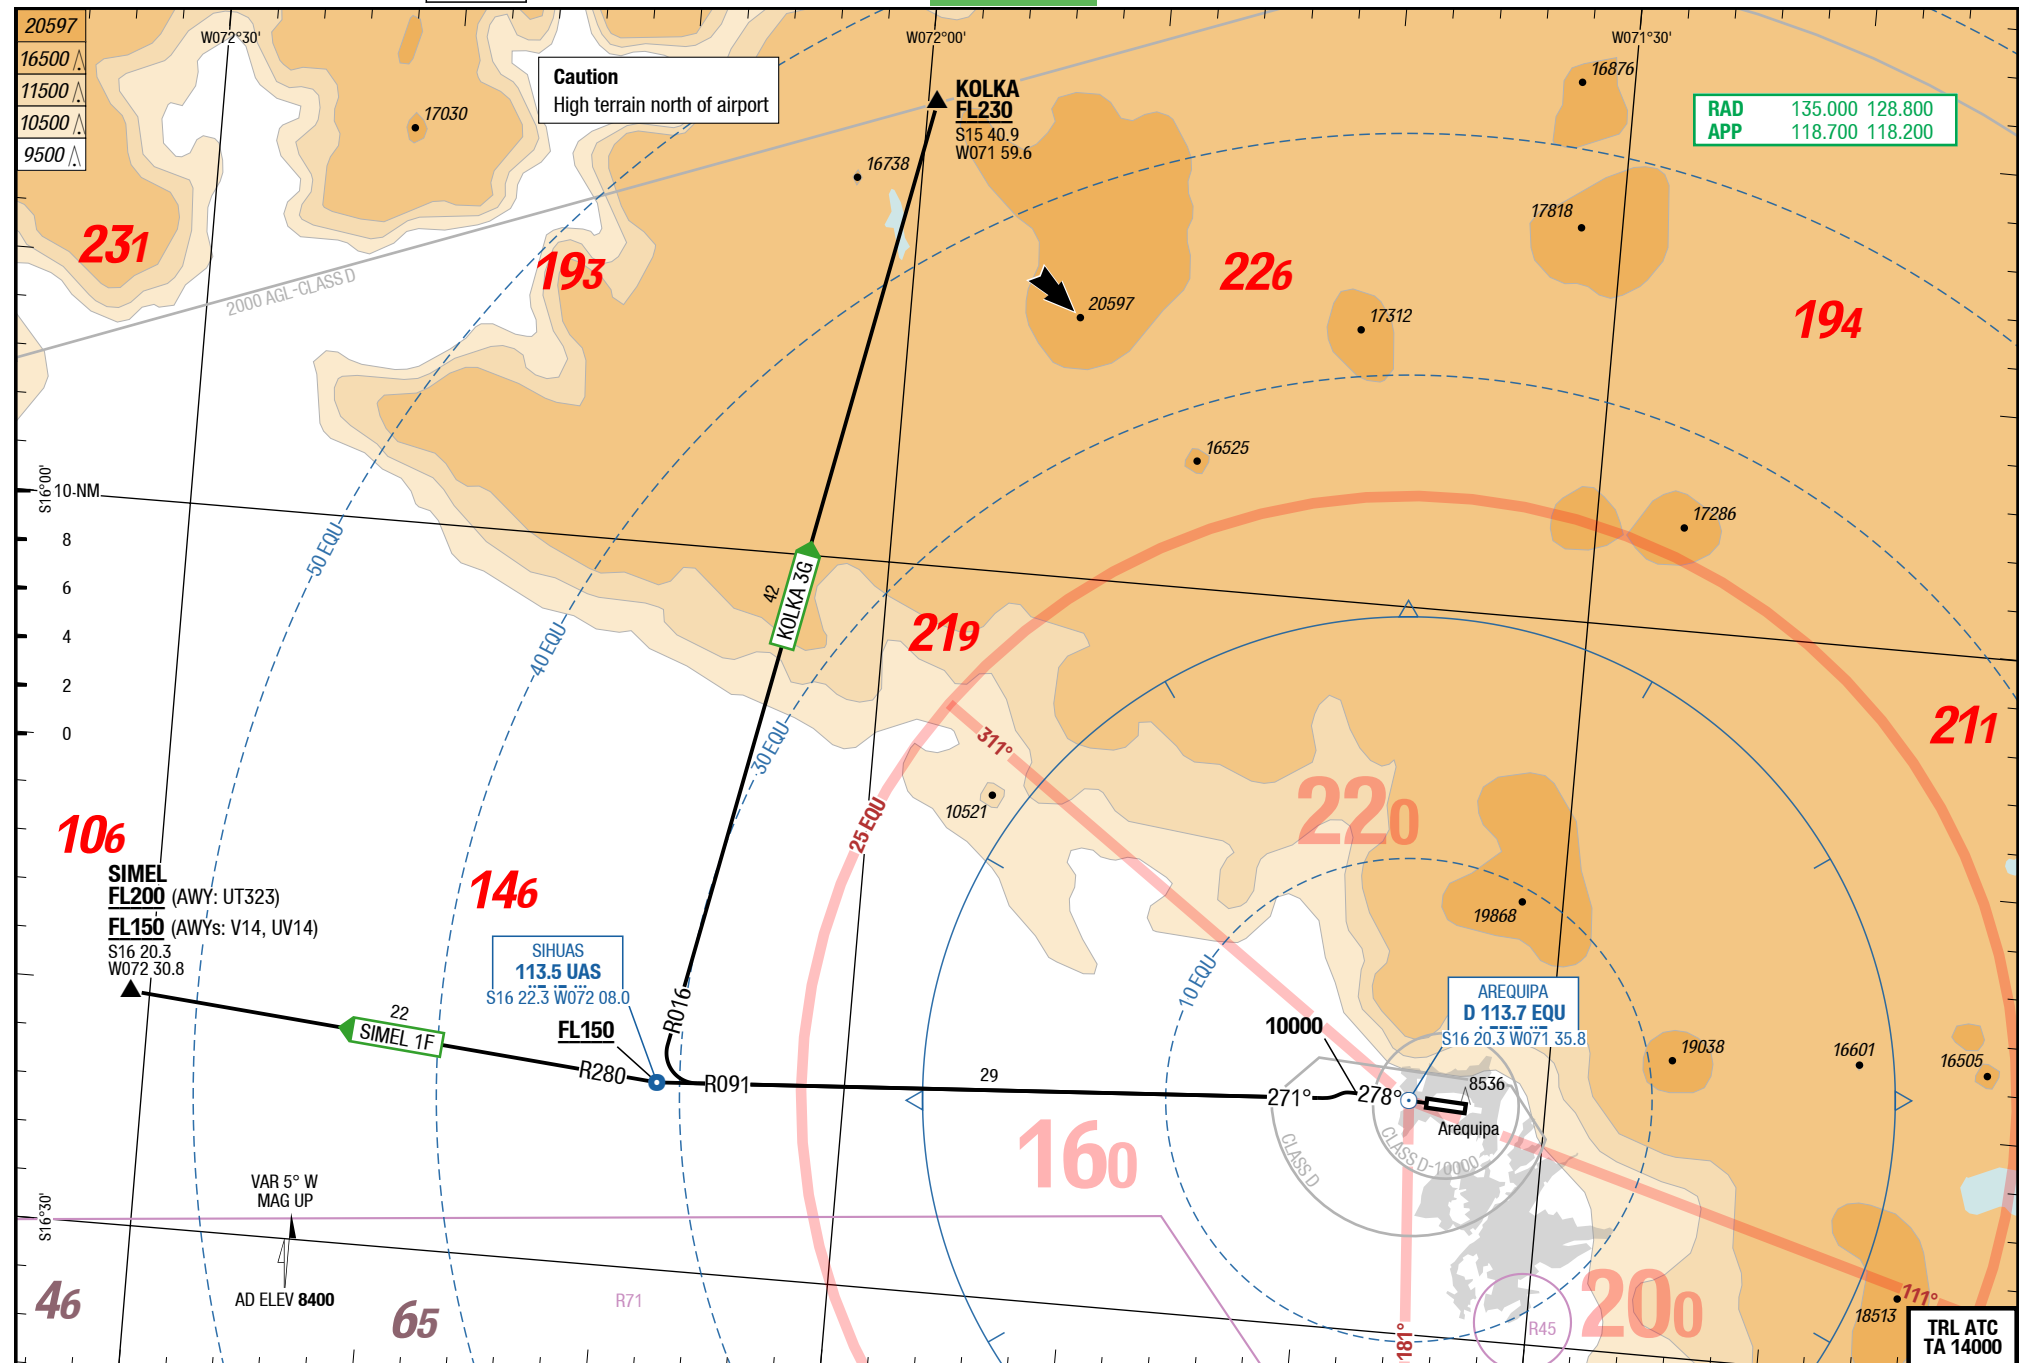 20597
16500
11500
10500
9500
W072°30'
W072°00'
W071°30'
Caution
High terrain north of airport
KOLKA
FL230
S15 40.9
W071 59.6
RAD 135.000 128.800
APP 118.700 118.200
17030
16738
16876
17818
20597
17312
231
193
226
194
2000 AGL-CLASS D
16525
17286
S16°00'
10 NM
8
6
4
2
0
50 EQU
40 EQU
30 EQU
42
KOLKA 3G
219
211
311°
10521
25 EQU
220
106
146
SIMEL
FL200 (AWY: UT323)
FL150 (AWYs: V14, UV14)
S16 20.3
W072 30.8
SIHUAS
113.5 UAS
S16 22.3 W072 08.0
FL150
R016
22
SIMEL 1F
R280
R091
29
271°
278°
10000
10 EQU
19868
AREQUIPA
D 113.7 EQU
S16 20.3 W071 35.8
19038
16601
16505
8536
Arequipa
CLASS D
CLASS D-10000
160
VAR 5° W
MAG UP
S16°30'
AD ELEV 8400
46
65
R71
181°
R45
200
111°
18513
TRL ATC
TA 14000